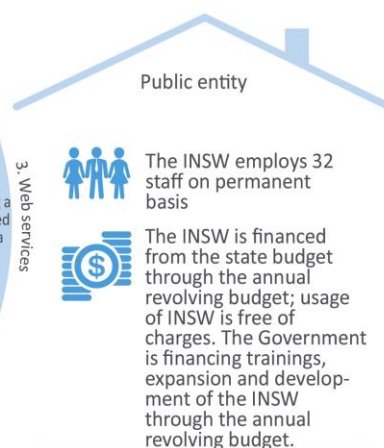 Public entity
3. Web services
a
ed
a
The INSW employs 32
staff on permanent
basis
$
The INSW is financed
from the state budget
through the annual
revolving budget; usage
of INSW is free of
charges. The Government
is financing trainings,
expansion and develop-
ment of the INSW
through the annual
revolving budget.